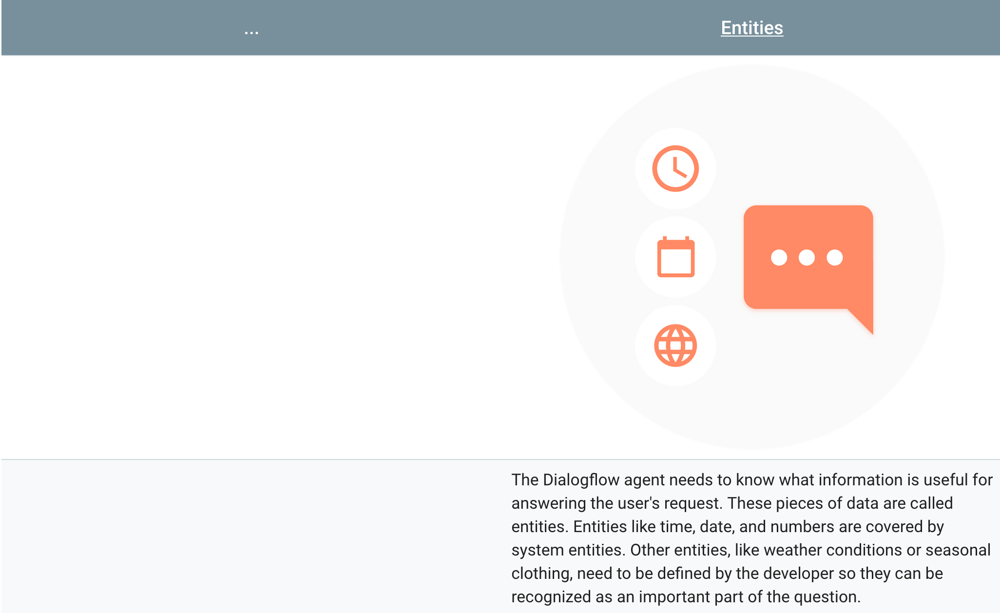 ...
Entities
The Dialogflow agent needs to know what information is useful for
answering the user's request. These pieces of data are called
entities. Entities like time, date, and numbers are covered by
system entities. Other entities, like weather conditions or seasonal
clothing, need to be defined by the developer so they can be
recognized as an important part of the question.